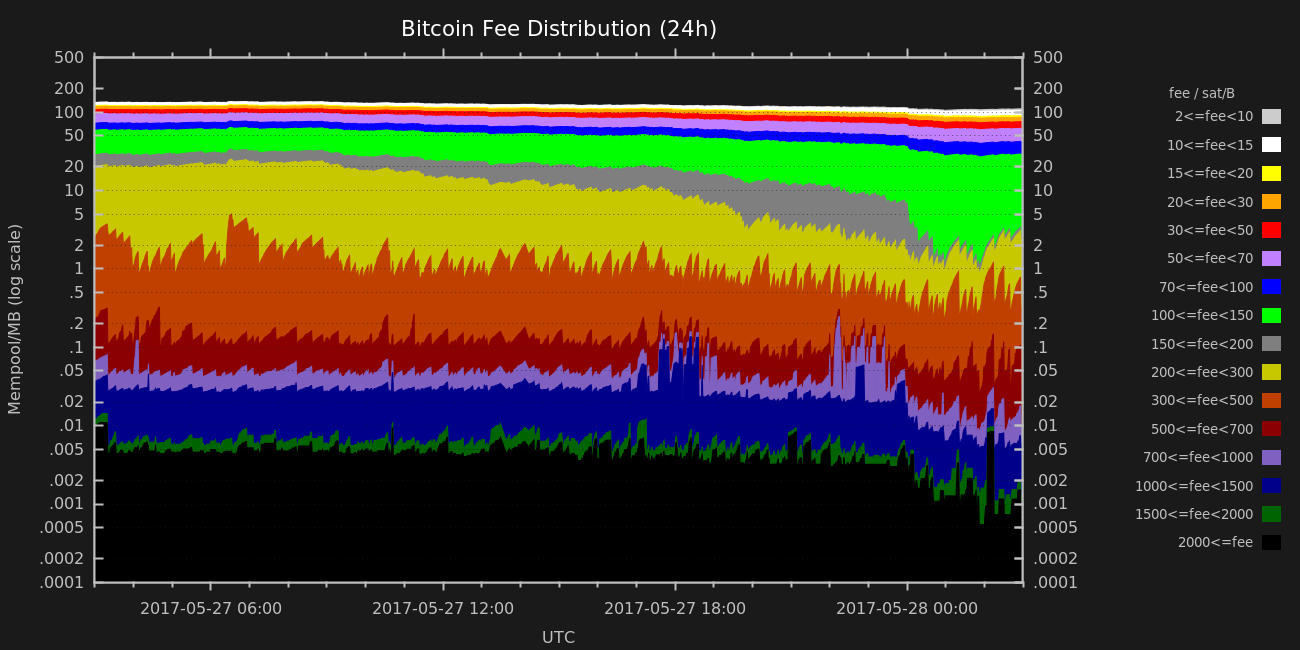 Bitcoin Fee Distribution (24h)
500
200
100
50
20
10
5
2
1
.5
.2
.1
.05
.02
.01
.005
.002
.001
.0005
.0002
.0001
Mempool/MB (log scale)
500
200
100
50
20
10
5
2
1
.5
.2
.1
.05
.02
.01
.005
.002
.001
.0005
.0002
.0001
2017-05-27 06:00 2017-05-27 12:00 2017-05-27 18:00 2017-05-28 00:00
UTC
fee / sat/B
2<=fee<10
10<=fee<15
15<=fee<20
20<=fee<30
30<=fee<50
50<=fee<70
70<=fee<100
100<=fee<150
150<=fee<200
200<=fee<300
300<=fee<500
500<=fee<700
700<=fee<1000
1000<=fee<1500
1500<=fee<2000
2000<=fee